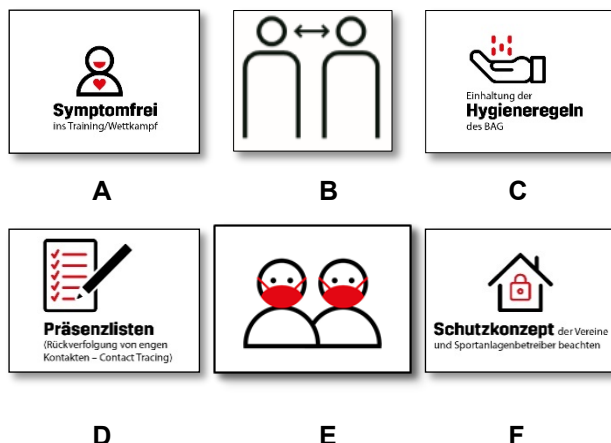 Symptomfrei
ins Training/Wettkampf
Einhaltung der
Hygieneregeln
des BAG
A
B
C
Präsenzlisten
(Rückverfolgung von engen
Kontakten – Contact Tracing)
Schutzkonzept der Vereine
und Sportanlagenbetreiber beachten
D
E
F